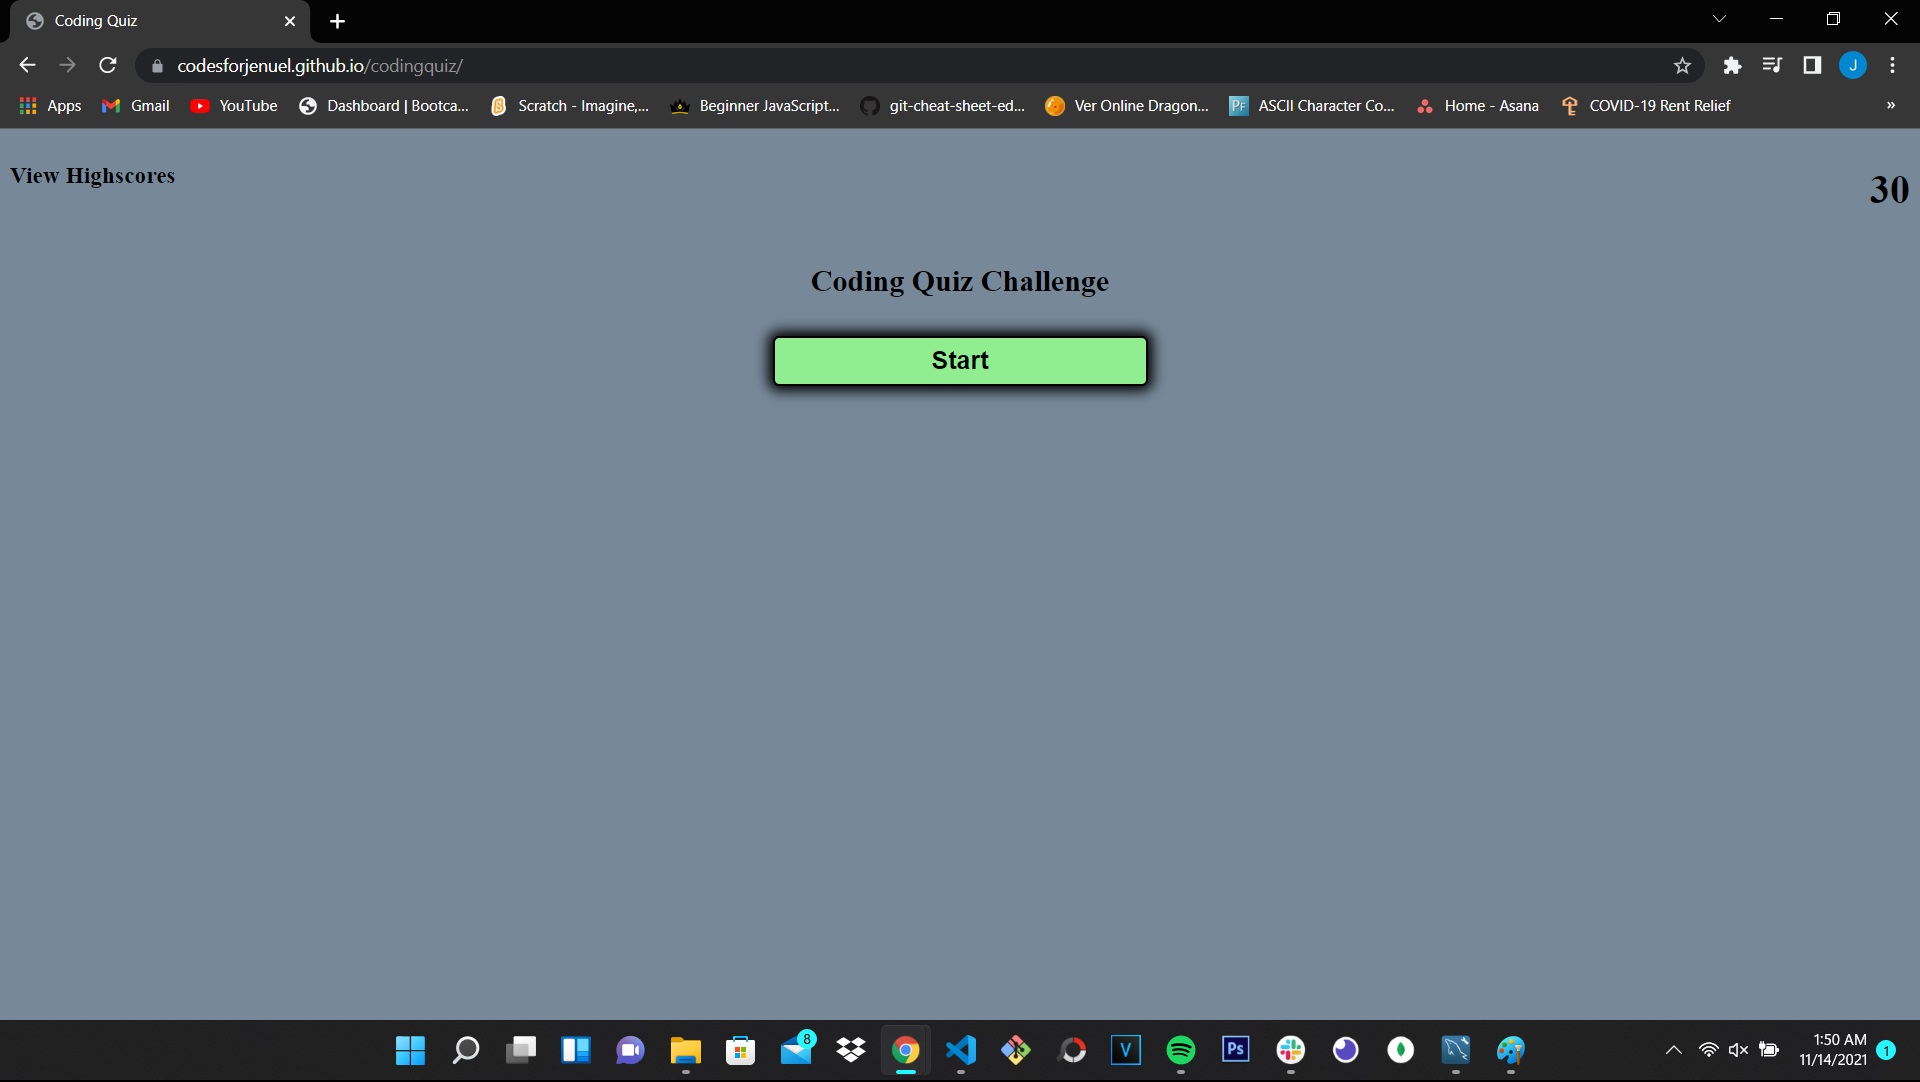 Coding Quiz
codesforjenuel.github.io/codingquiz/
J
Apps Gmail YouTube Dashboard | Bootca... Scratch - Imagine,... Beginner JavaScript... git-cheat-sheet-ed... Ver Online Dragon... PF ASCII Character Co... Home - Asana COVID-19 Rent Relief »
View Highscores
30
Coding Quiz Challenge
Start
8
V
Ps
1:50 AM
11/14/2021
1